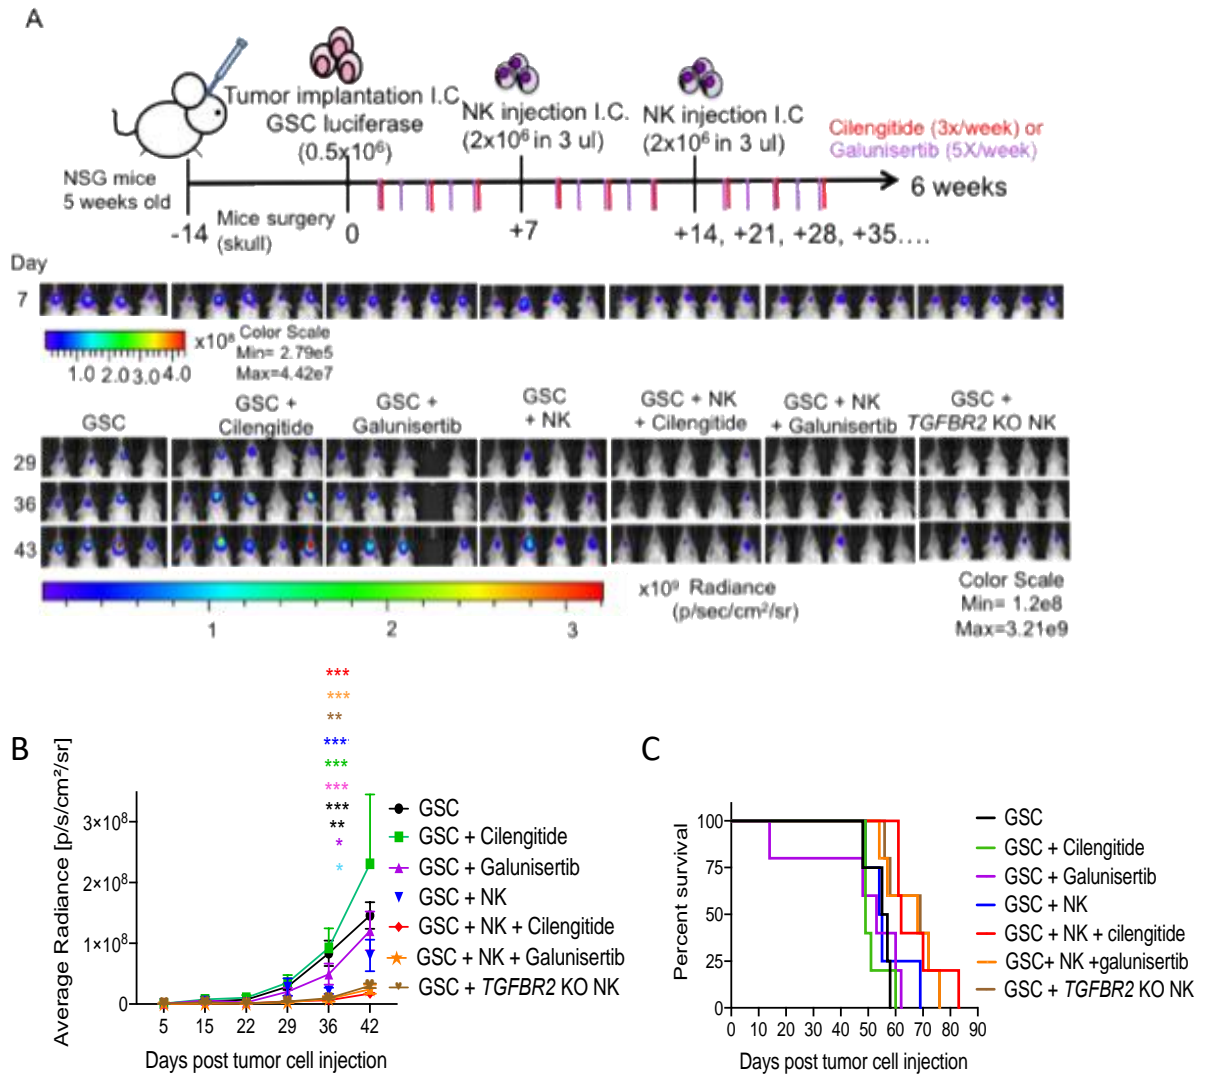 A
Tumor implantation I.C
GSC luciferase
(0.5x10⁶)
NK injection I.C.
(2x10⁶ in 3 ul)
NK injection I.C
(2x10⁶ in 3 ul)
Cilengitide (3x/week) or
Galunisertib (5X/week)
NSG mice
5 weeks old
6 weeks
-14
Mice surgery
(skull)
0
+7
+14, +21, +28, +35....
Day
7
x10⁸
Color Scale
Min= 2.79e5
Max=4.42e7
1.0 2.0 3.0 4.0
GSC
GSC +
Cilengitide
GSC +
Galunisertib
GSC
+ NK
GSC + NK
+ Cilengitide
GSC + NK
+ Galunisertib
GSC +
TGFBR2 KO NK
29
36
43
1 2 3
x10⁹ Radiance
(p/sec/cm²/sr)
Color Scale
Min= 1.2e8
Max=3.21e9
B
***
***
**
****
***
***
***
**
*
*
Average Radiance [p/s/cm²/sr]
3×10⁸
2×10⁸
1×10⁸
0
5 15 22 29 36 42
Days post tumor cell injection
GSC
GSC + Cilengitide
GSC + Galunisertib
GSC + NK
GSC + NK + Cilengitide
GSC + NK + Galunisertib
GSC + TGFBR2 KO NK
C
Percent survival
100
75
50
25
0
0 10 20 30 40 50 60 70 80 90
Days post tumor cell injection
GSC
GSC + Cilengitide
GSC + Galunisertib
GSC + NK
GSC + NK + cilengitide
GSC+ NK +galunisertib
GSC + TGFBR2 KO NK